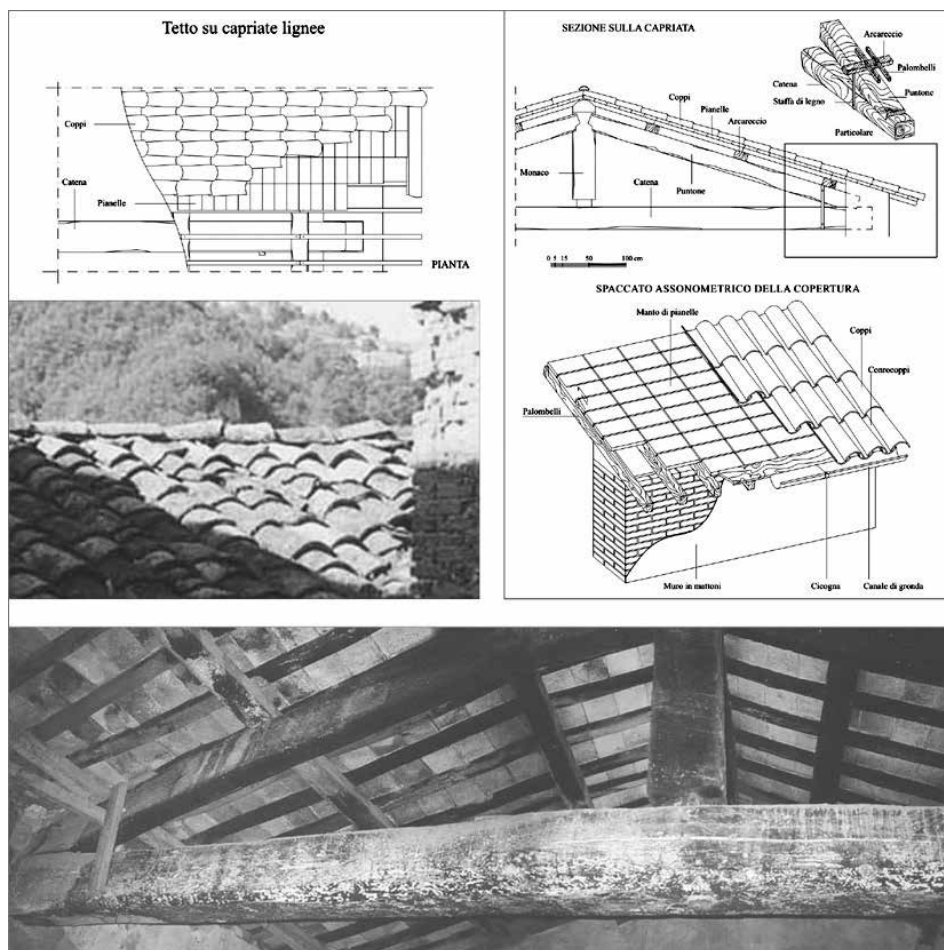 Tetto su capriate lignee
Coppi
Catena
Pianelle
PIANTA
SEZIONE SULLA CAPRIATA
Arcareccio
Palombelli
Catena
Puntone
Staffa di legno
Particolare
Coppi
Pianelle
Arcareccio
Monaco
Catena
Puntone
0 5 15 50 100 cm
SPACCATO ASSONOMETRICO DELLA COPERTURA
Manto di pianelle
Coppi
Conrocoppi
Palombelli
Muro in mattoni
Cicogna
Canale di gronda